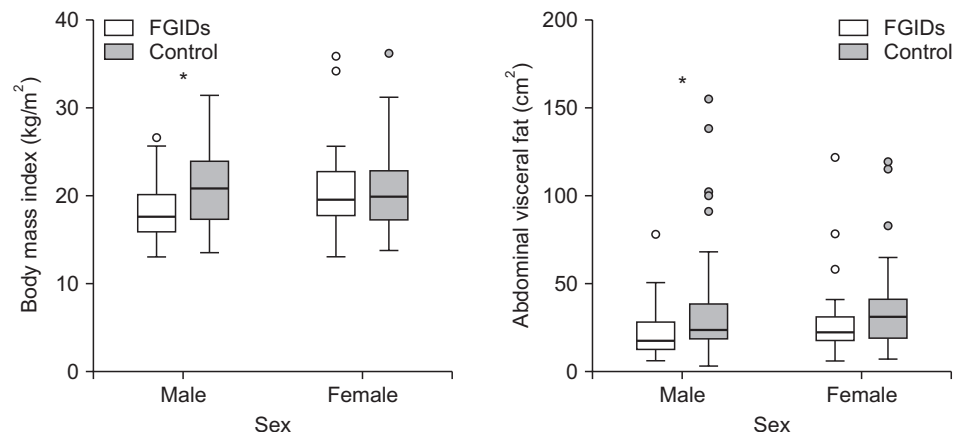 40
30
20
10
0
Body mass index (kg/m²)
FGIDs
Control
*
Male
Female
Sex
200
150
100
50
0
Abdominal visceral fat (cm²)
FGIDs
Control
*
Male
Female
Sex